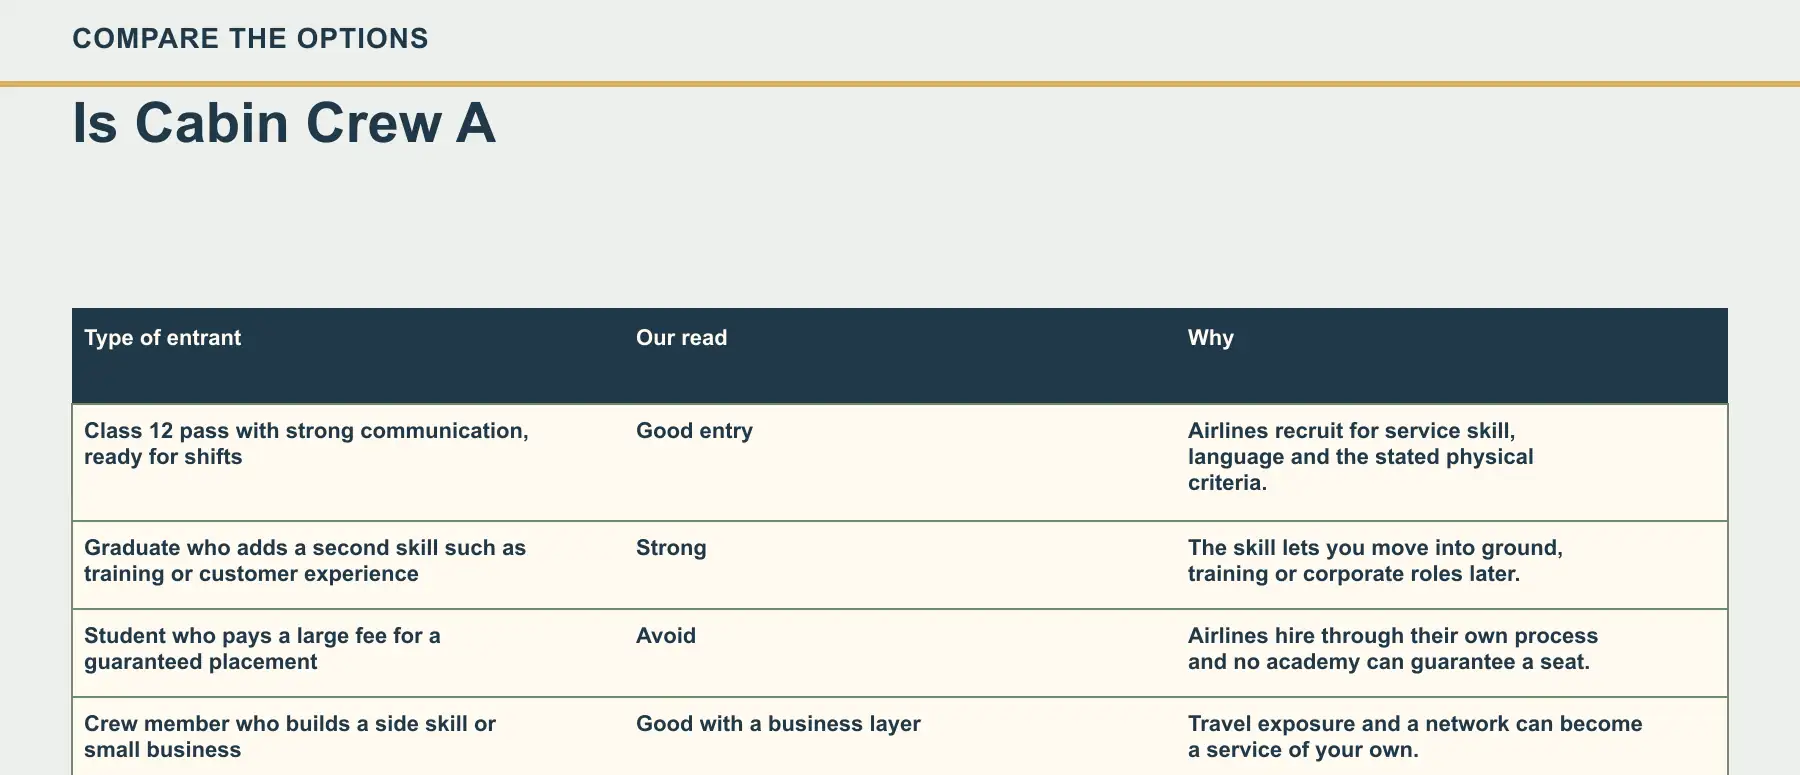 COMPARE THE OPTIONS
Is Cabin Crew A
Type of entrant
Our read
Why
Class 12 pass with strong communication,
ready for shifts
Good entry
Airlines recruit for service skill,
language and the stated physical
criteria.
Graduate who adds a second skill such as
training or customer experience
Strong
The skill lets you move into ground,
training or corporate roles later.
Student who pays a large fee for a
guaranteed placement
Avoid
Airlines hire through their own process
and no academy can guarantee a seat.
Crew member who builds a side skill or
small business
Good with a business layer
Travel exposure and a network can become
a service of your own.